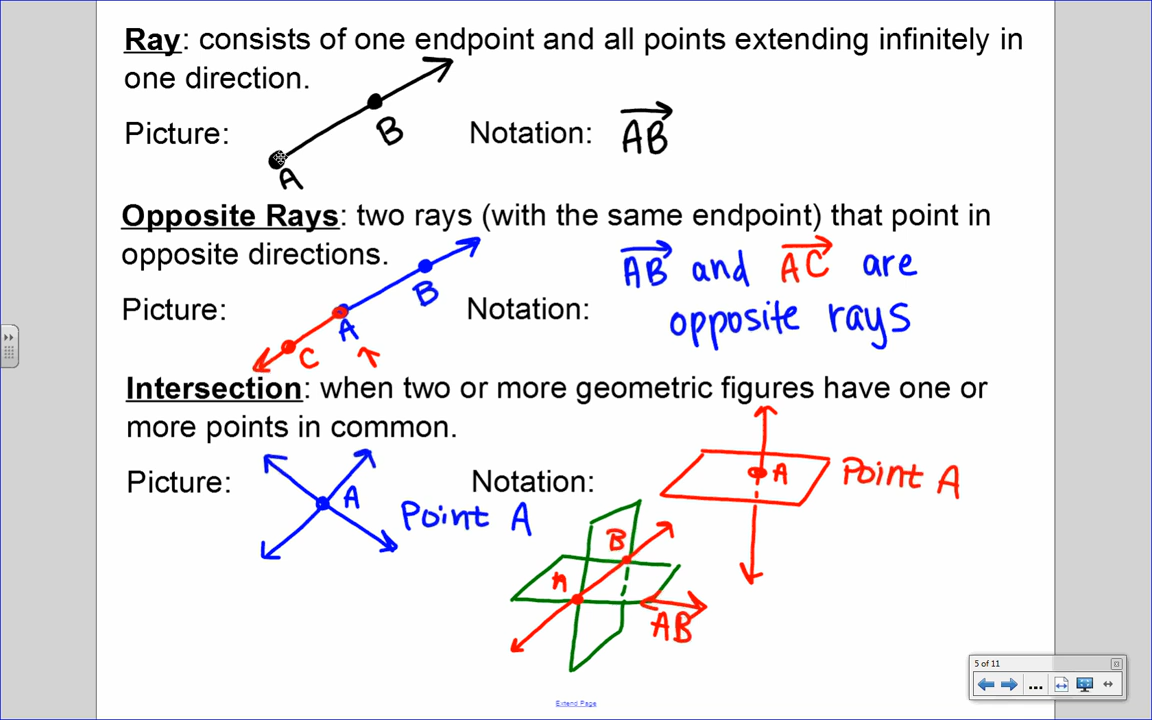 Ray: consists of one endpoint and all points extending infinitely in
one direction.
Picture:
B
A
Notation: AB
Opposite Rays: two rays (with the same endpoint) that point in
opposite directions.
Picture:
B
A
C
Notation:
AB and AC are
opposite rays
Intersection: when two or more geometric figures have one or
more points in common.
Picture:
A
Point A
Notation:
A
Point A
B
A
AB
5 of 11
...
Extend Page